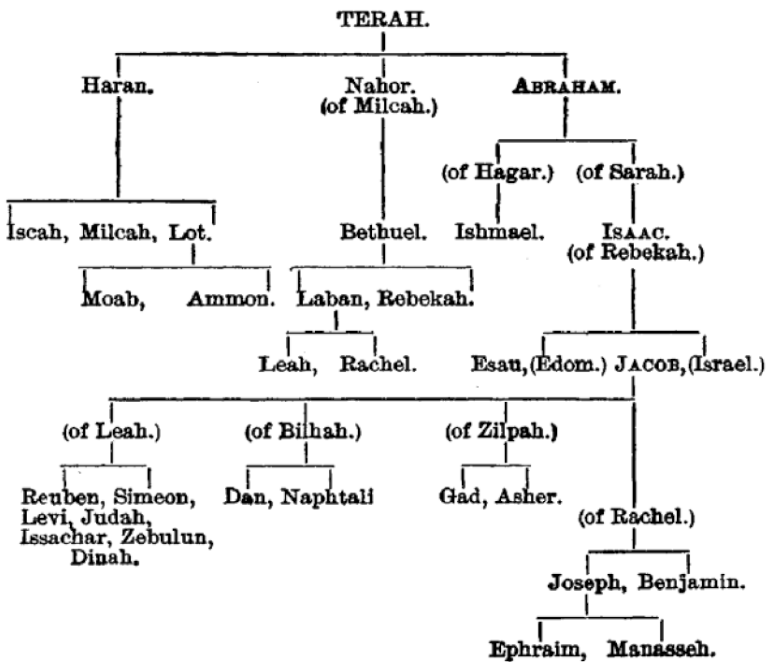 TERAH.
Haran. Nahor. ABRAHAM.
(of Milcah.)
(of Hagar.) (of Sarah.)
Iscah, Milcah, Lot. Bethuel. Ishmael. ISAAC.
(of Rebekah.)
Moab, Ammon. Laban, Rebekah.
Leah, Rachel. Esau, (Edom.) JACOB, (Israel.)
(of Leah.) (of Bilhah.) (of Zilpah.)
Reuben, Simeon, Dan, Naphtali Gad, Asher.
Levi, Judah, (of Rachel.)
Issachar, Zebulun,
Dinah.
Joseph, Benjamin.
Ephraim, Manasseh.